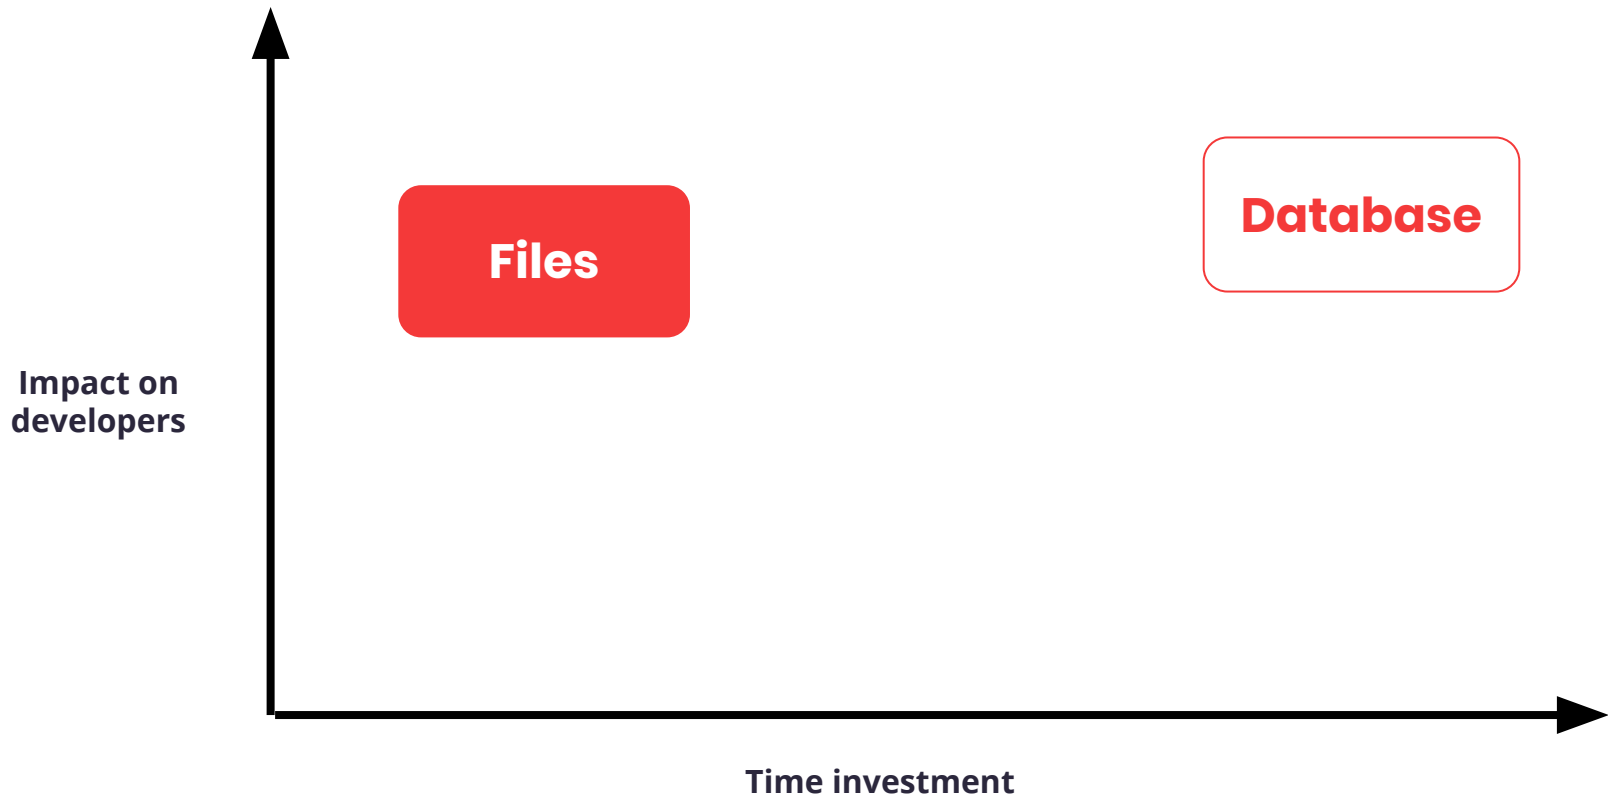 Database
Files
Impact on
developers
Time investment